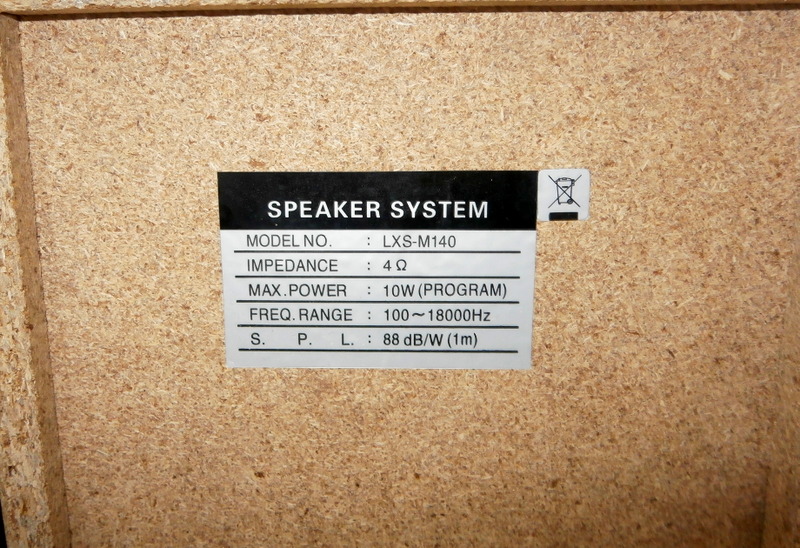 SPEAKER SYSTEM
MODEL NO. : LXS-M140
IMPEDANCE : 4 Ω
MAX. POWER : 10W (PROGRAM)
FREQ. RANGE : 100~18000Hz
S. P. L. : 88 dB/W (1m)